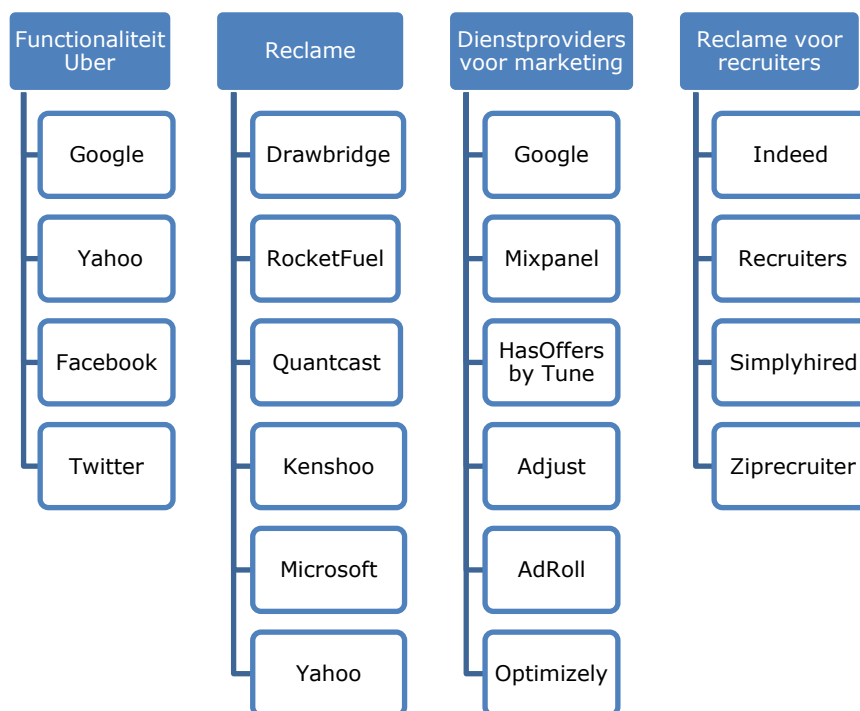 Functionaliteit
Uber
Google
Yahoo
Facebook
Twitter
Reclame
Drawbridge
RocketFuel
Quantcast
Kenshoo
Microsoft
Yahoo
Dienstproviders
voor marketing
Google
Mixpanel
HasOffers
by Tune
Adjust
AdRoll
Optimizely
Reclame voor
recruiters
Indeed
Recruiters
Simplyhired
Ziprecruiter